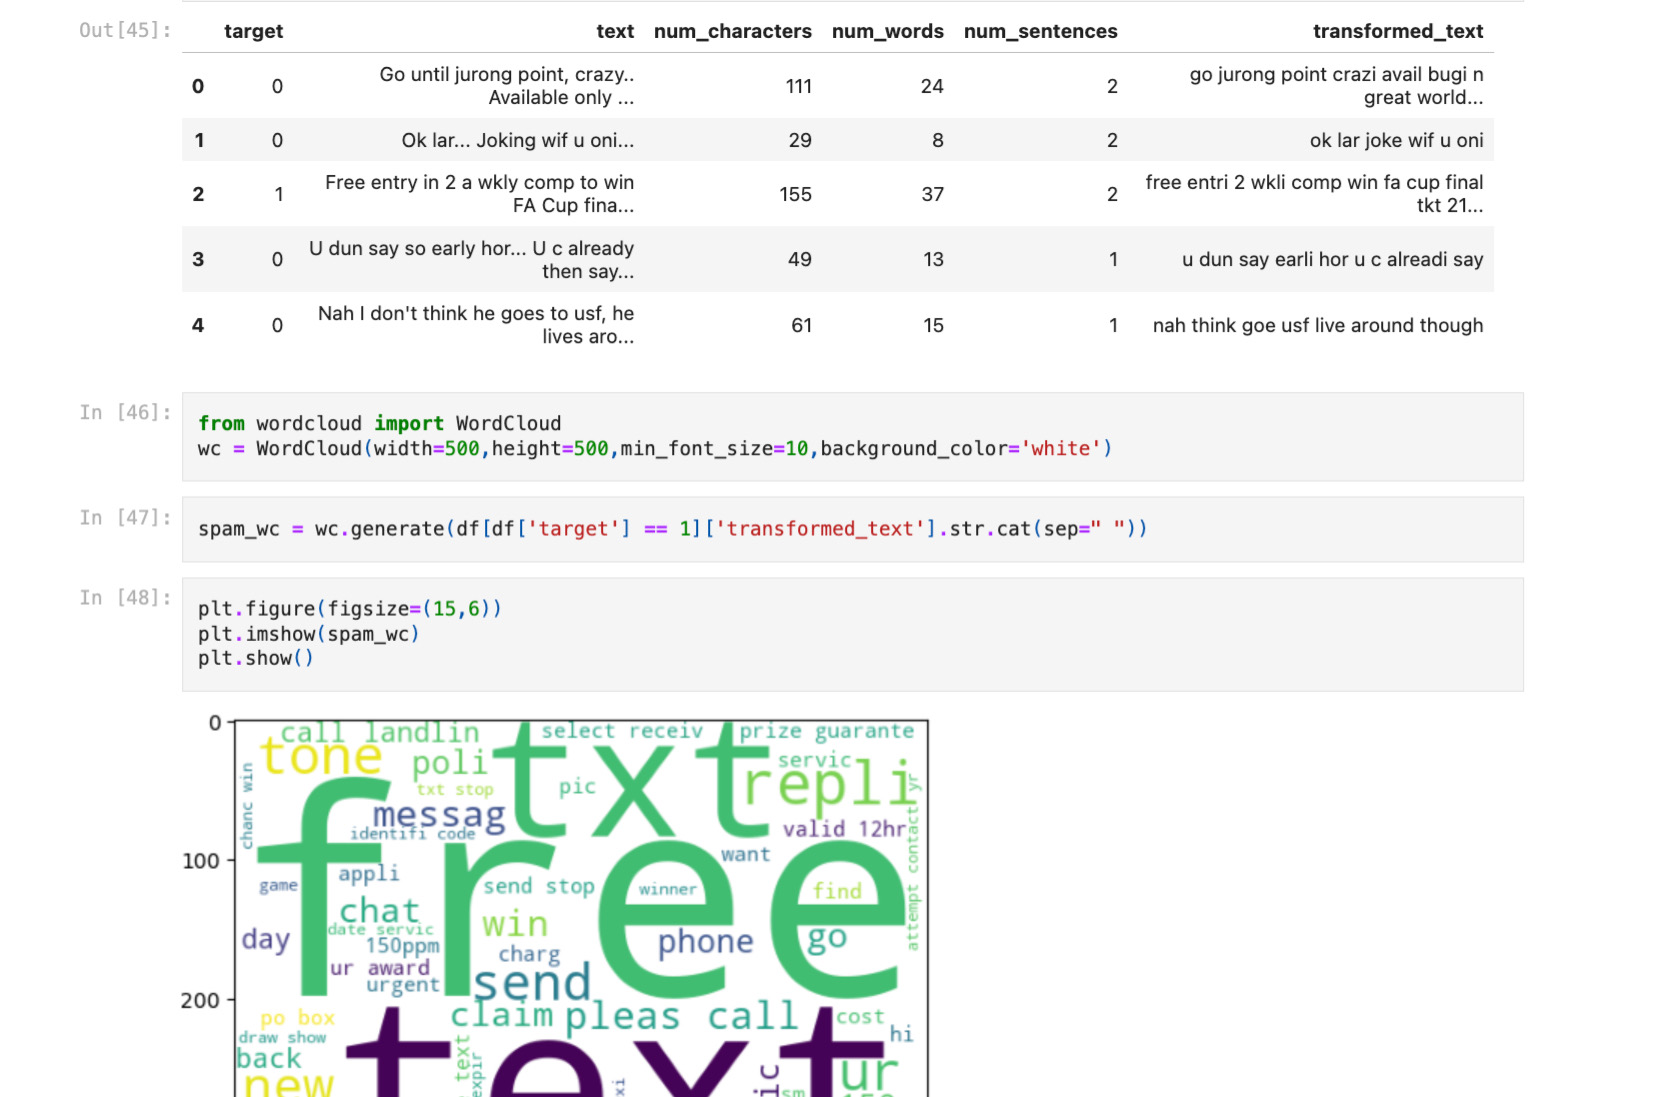 Out[45]:
target text num_characters num_words num_sentences transformed_text
0 0 Go until jurong point, crazy.. Available only ... 111 24 2 go jurong point crazi avail bugi n great world...
1 0 Ok lar... Joking wif u oni... 29 8 2 ok lar joke wif u oni
2 1 Free entry in 2 a wkly comp to win FA Cup fina... 155 37 2 free entri 2 wkli comp win fa cup final tkt 21...
3 0 U dun say so early hor... U c already then say... 49 13 1 u dun say earli hor u c alreadi say
4 0 Nah I don't think he goes to usf, he lives aro... 61 15 1 nah think goe usf live around though
In [46]:
from wordcloud import WordCloud
wc = WordCloud(width=500,height=500,min_font_size=10,background_color='white')
In [47]:
spam_wc = wc.generate(df[df['target'] == 1]['transformed_text'].str.cat(sep=" "))
In [48]:
plt.figure(figsize=(15,6))
plt.imshow(spam_wc)
plt.show()
0
100
200
call landlin
select receiv
prize guarante
tone
poli
txt
servic
repli
chanc win
txt stop
pic
yr
messag
identifi code
valid 12hr
free
want
attempt contact
game
appli
send stop
winner
find
chat
date servic
win
day
150ppm
charg
phone
go
ur award
urgent
send
po box
claim
pleas call
cost
draw show
hi
back
text
text
expir
ur
new
xi
ic
sm